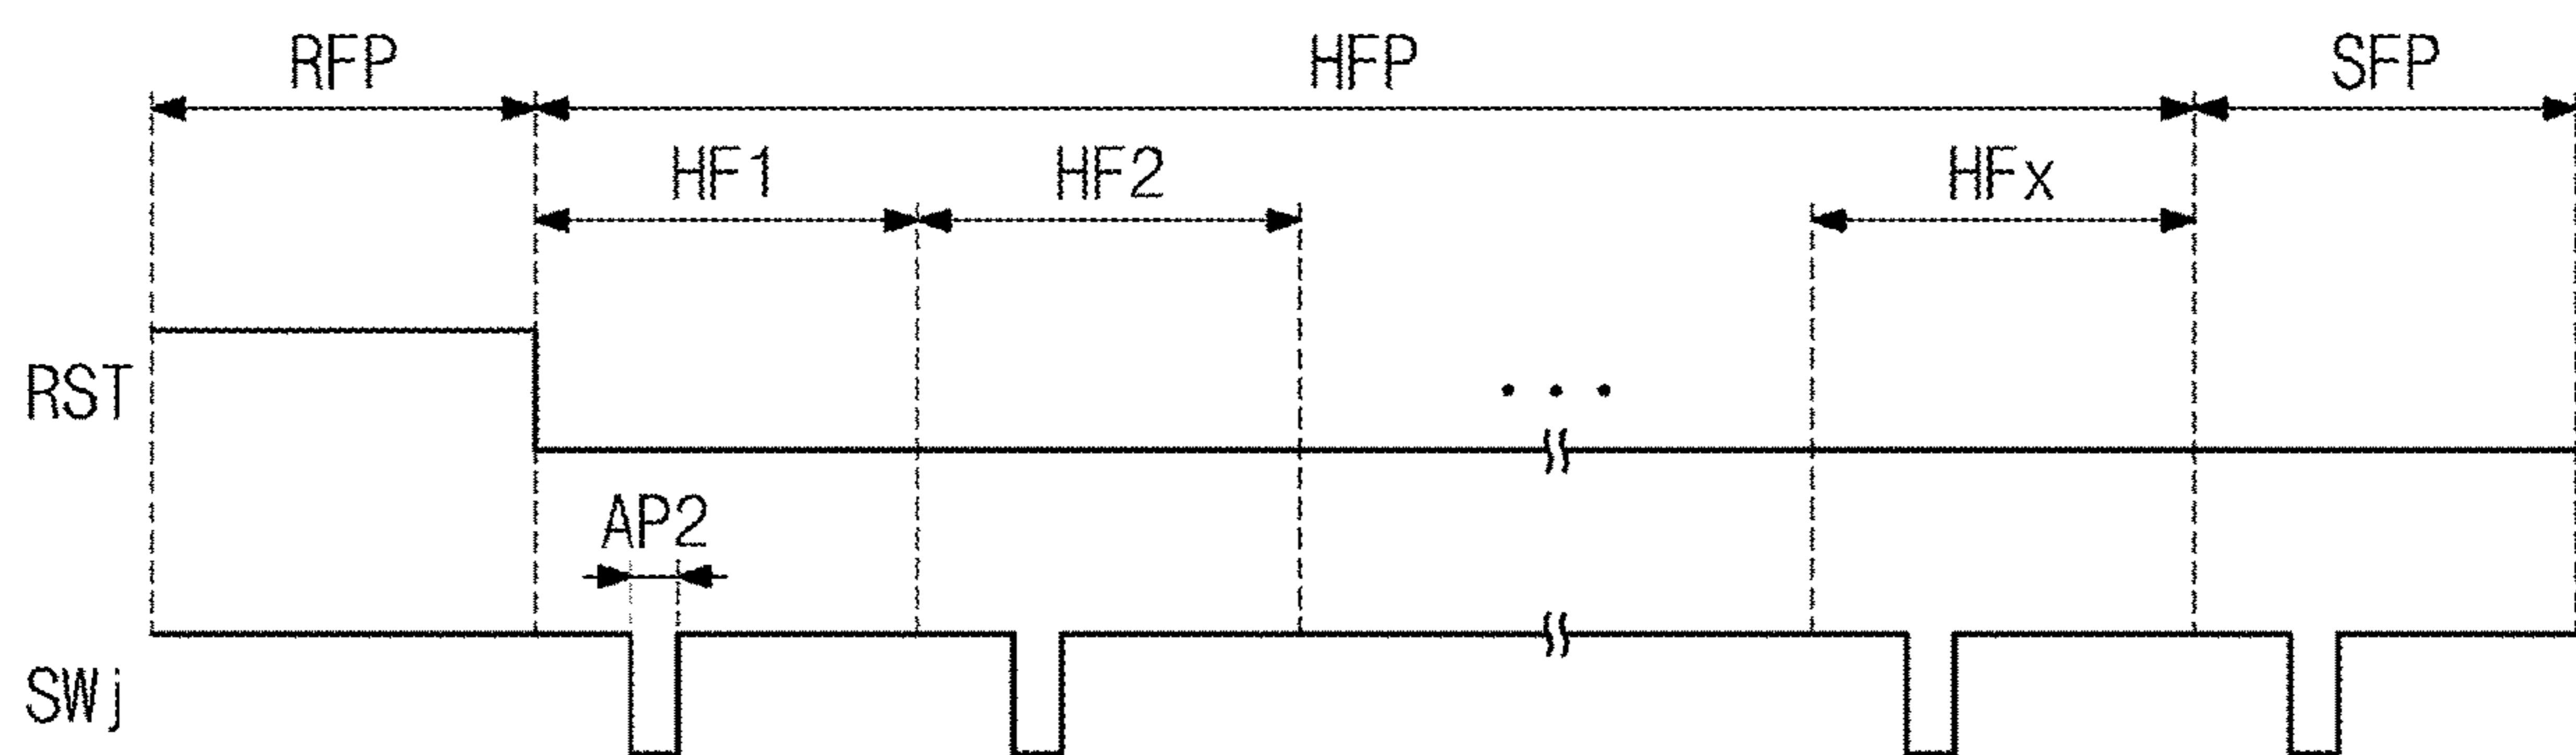 RFP HFP SFP
HF1 HF2 HFx
RST
. . .
AP2
SWj